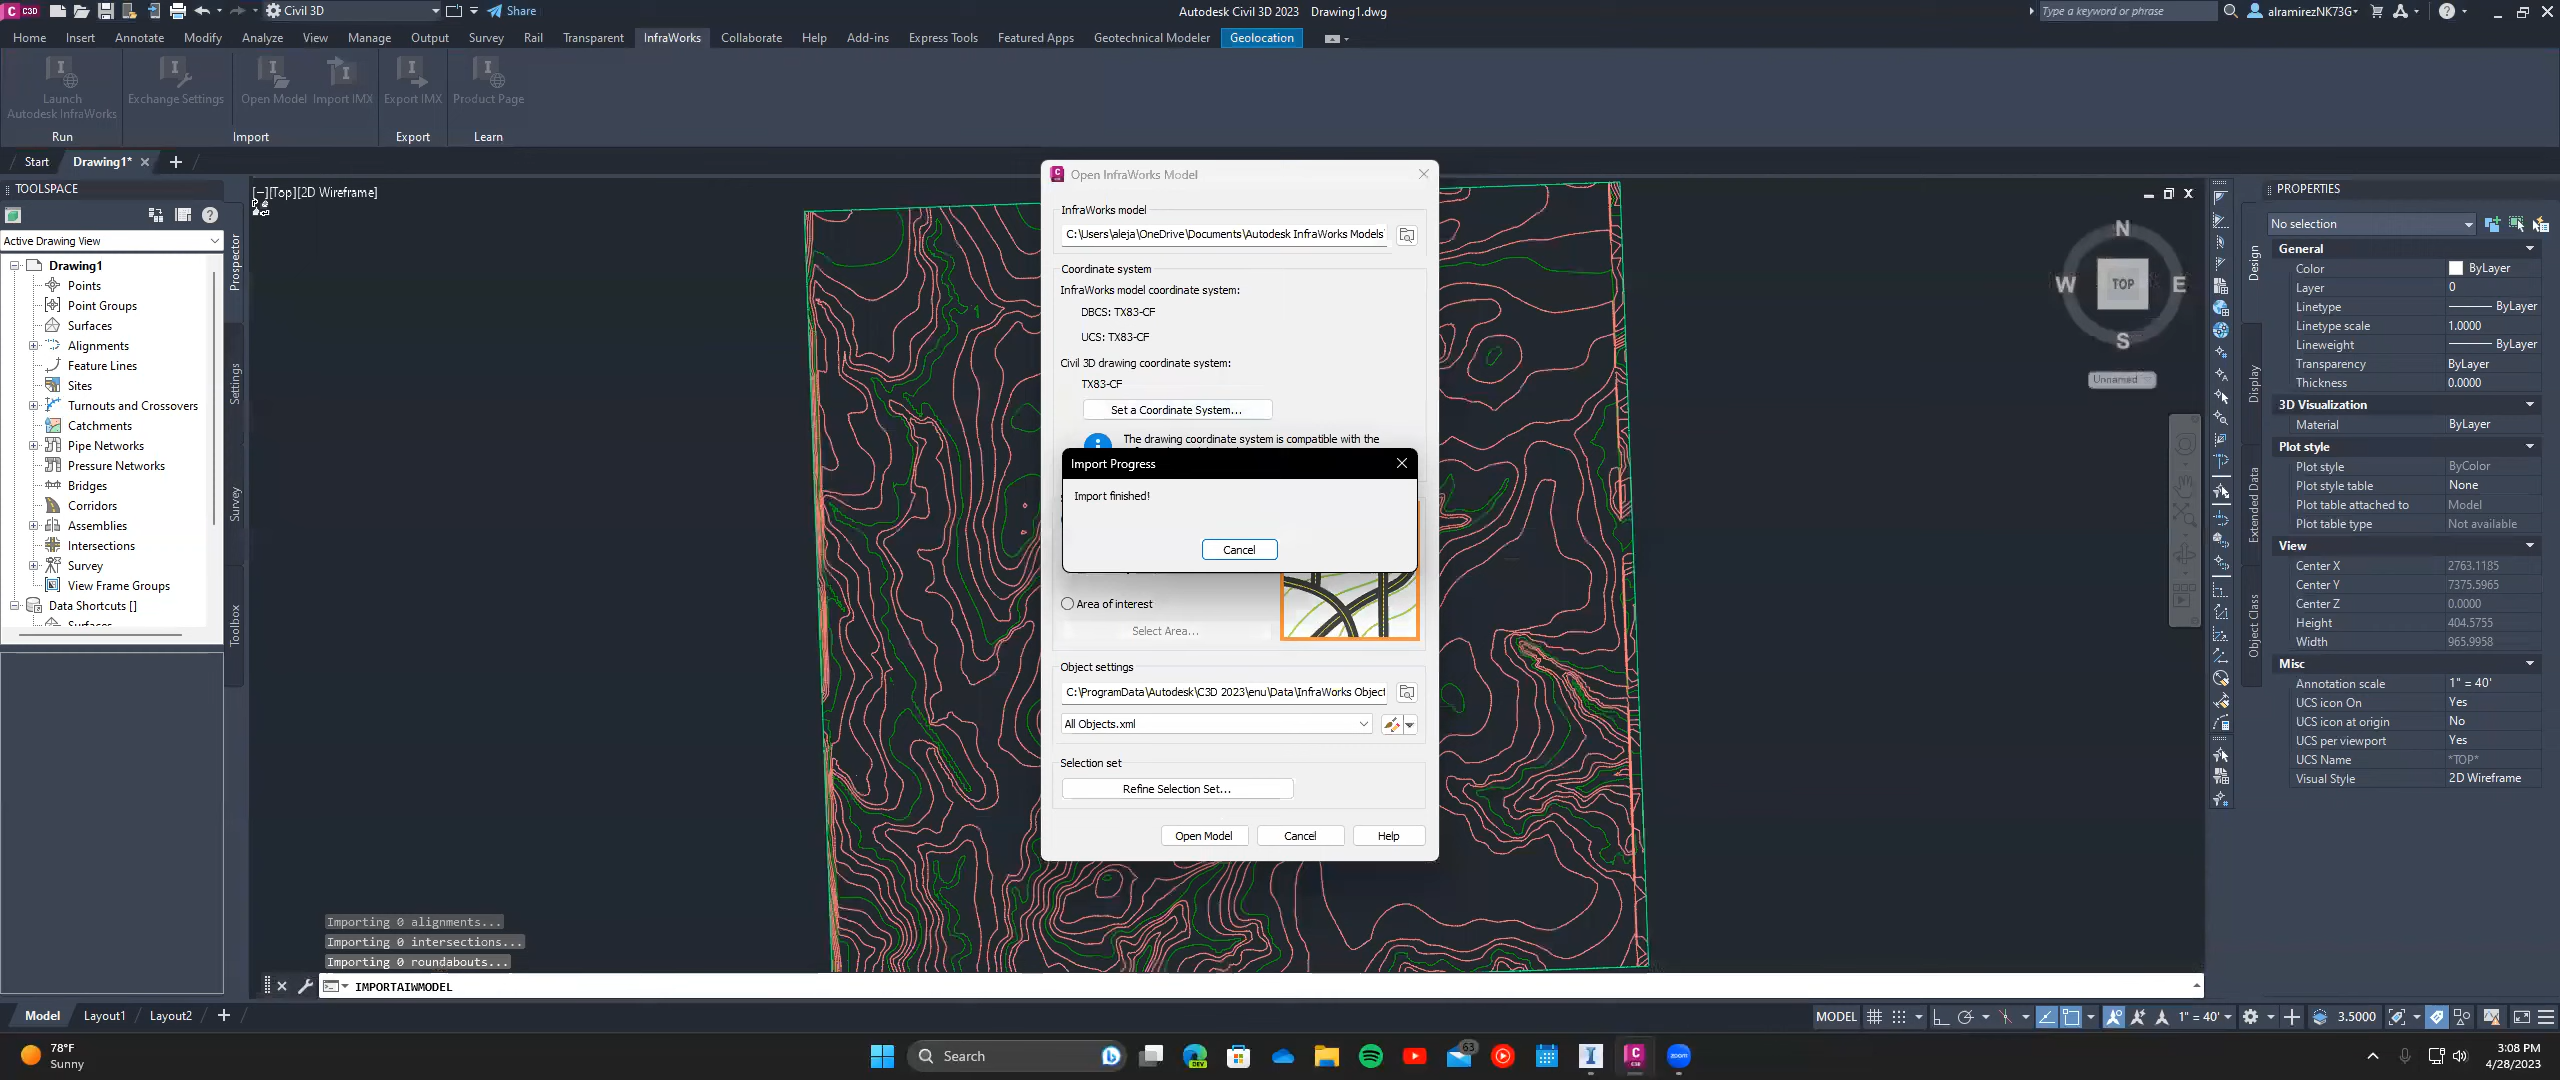 C3D
Civil 3D
Share
Autodesk Civil 3D 2023 Drawing1.dwg
Type a keyword or phrase
alramirezNK73G
Home Insert Annotate Modify Analyze View Manage Output Survey Rail Transparent InfraWorks Collaborate Help Add-ins Express Tools Featured Apps Geotechnical Modeler Geolocation
Launch
Autodesk InfraWorks
Exchange Settings
Open Model
Import IMX
Export IMX
Product Page
Run
Import
Export
Learn
Start
Drawing1*
TOOLSPACE
Active Drawing View
Drawing1
Points
Point Groups
Surfaces
Alignments
Feature Lines
Sites
Turnouts and Crossovers
Catchments
Pipe Networks
Pressure Networks
Bridges
Corridors
Assemblies
Intersections
Survey
View Frame Groups
Data Shortcuts []
Surfaces
Prospector
Settings
Survey
Toolbox
[−][Top][2D Wireframe]
Open InfraWorks Model
InfraWorks model
C:\Users\aleja\OneDrive\Documents\Autodesk InfraWorks Models
Coordinate system
InfraWorks model coordinate system:
DBCS: TX83-CF
UCS: TX83-CF
Civil 3D drawing coordinate system:
TX83-CF
Set a Coordinate System...
The drawing coordinate system is compatible with the
Import Progress
Import finished!
Cancel
Area of interest
Select Area...
Object settings
C:\ProgramData\Autodesk\C3D 2023\enu\Data\InfraWorks Object
All Objects.xml
Selection set
Refine Selection Set...
Open Model
Cancel
Help
N
W
TOP
E
S
Unnamed
PROPERTIES
No selection
General
Color ByLayer
Layer 0
Linetype ByLayer
Linetype scale 1.0000
Lineweight ByLayer
Transparency ByLayer
Thickness 0.0000
3D Visualization
Material ByLayer
Plot style
Plot style ByColor
Plot style table None
Plot table attached to Model
Plot table type Not available
View
Center X 2763.1185
Center Y 7375.5965
Center Z 0.0000
Height 404.5755
Width 965.9958
Misc
Annotation scale 1" = 40'
UCS icon On Yes
UCS icon at origin No
UCS per viewport Yes
UCS Name *TOP*
Visual Style 2D Wireframe
Design
Display
Extended Data
Object Class
Importing 0 alignments...
Importing 0 intersections...
Importing 0 roundabouts...
IMPORTAIWMODEL
Model
Layout1
Layout2
MODEL
1" = 40'
3.5000
78°F
Sunny
Search
DEV
63
zoom
3:08 PM
4/28/2023